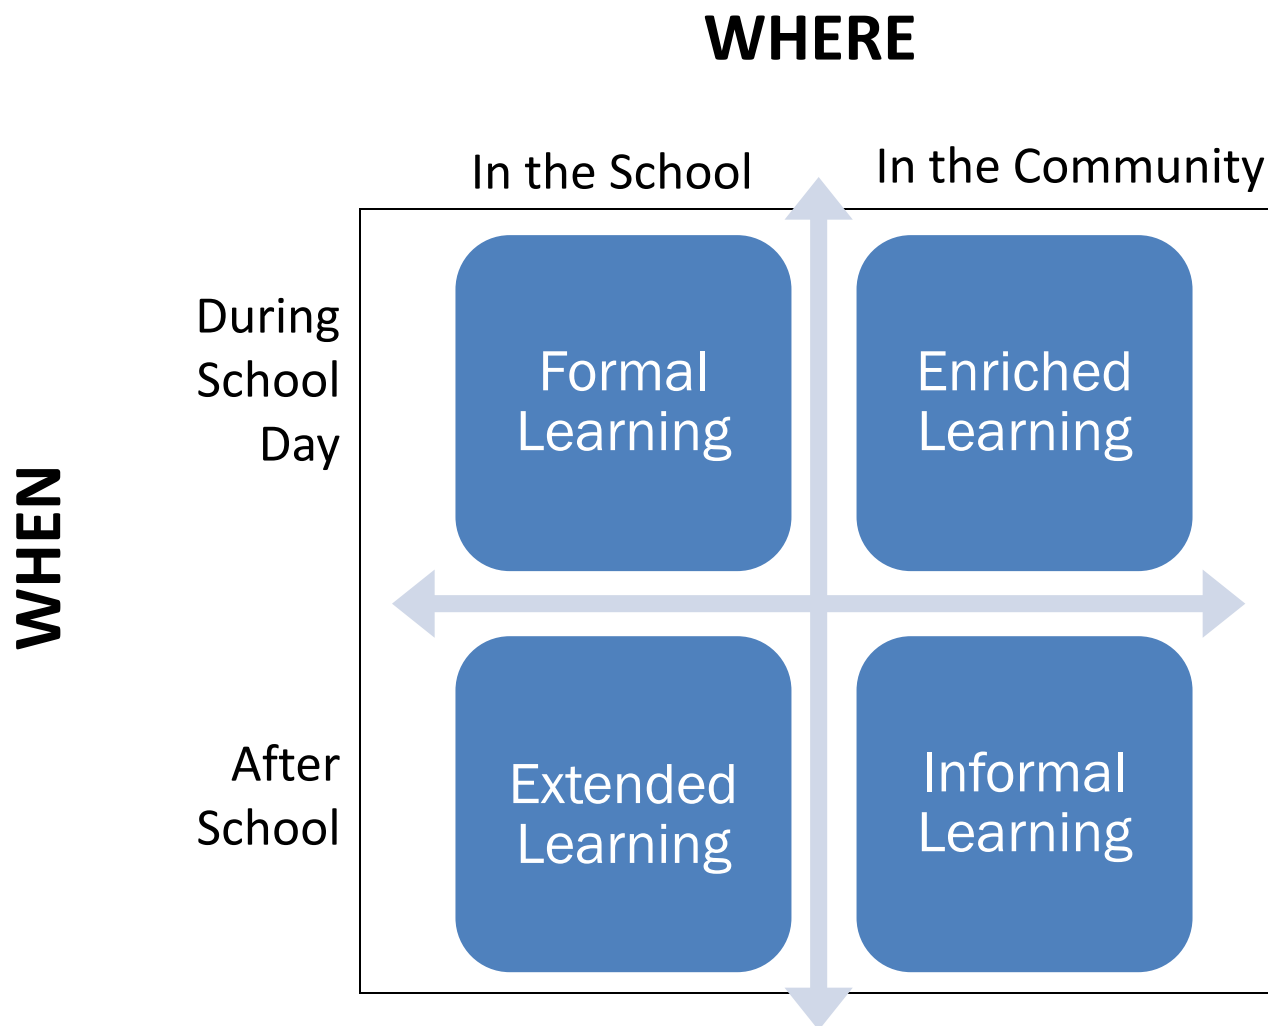 WHERE
In the School
In the Community
During
School
Day
Formal
Learning
Enriched
Learning
WHEN
After
School
Extended
Learning
Informal
Learning